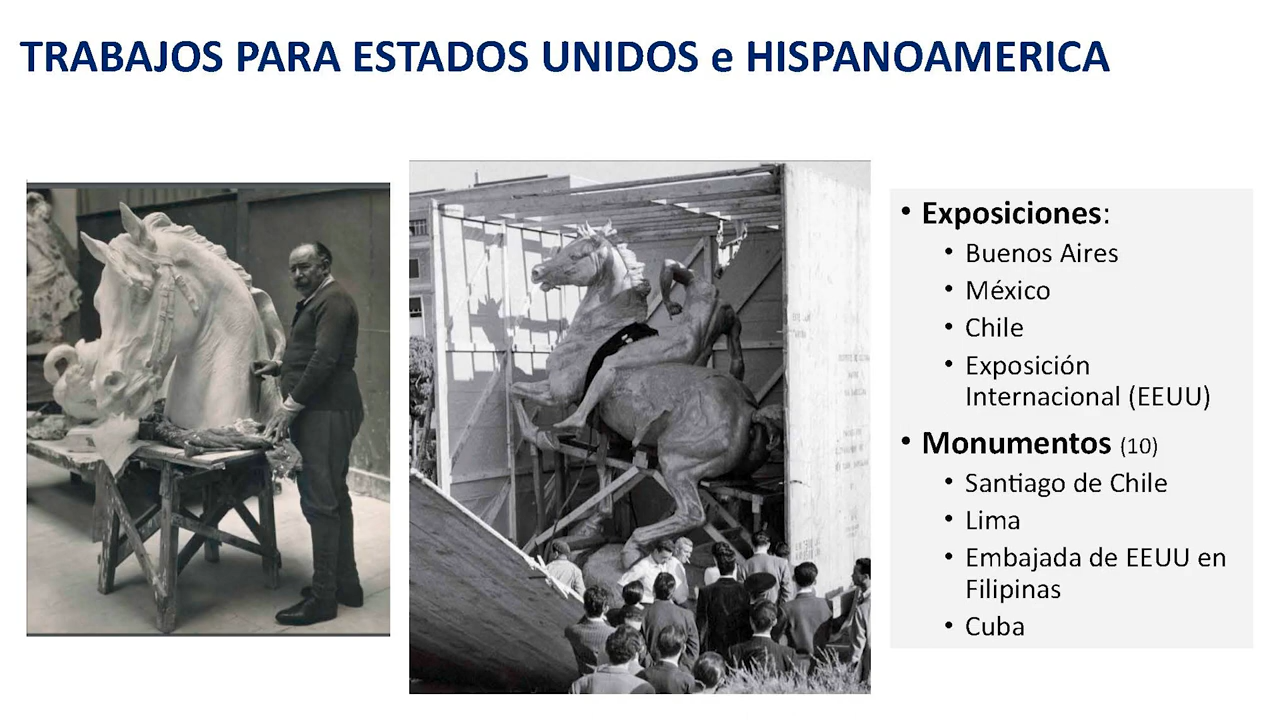 TRABAJOS PARA ESTADOS UNIDOS e HISPANOAMERICA
• Exposiciones:
• Buenos Aires
• México
• Chile
• Exposición
Internacional (EEUU)
• Monumentos (10)
• Santiago de Chile
• Lima
• Embajada de EEUU en
Filipinas
• Cuba